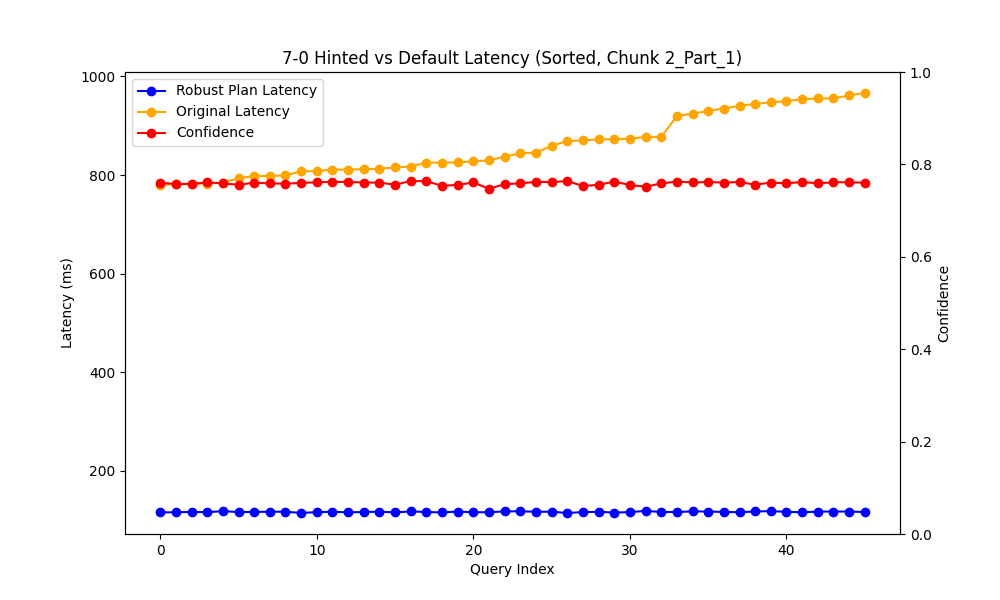 7-0 Hinted vs Default Latency (Sorted, Chunk 2_Part_1)
Robust Plan Latency
Original Latency
Confidence
Latency (ms)
1000
800
600
400
200
0
10
20
30
40
Query Index
1.0
0.8
0.6
0.4
0.2
0.0
Confidence